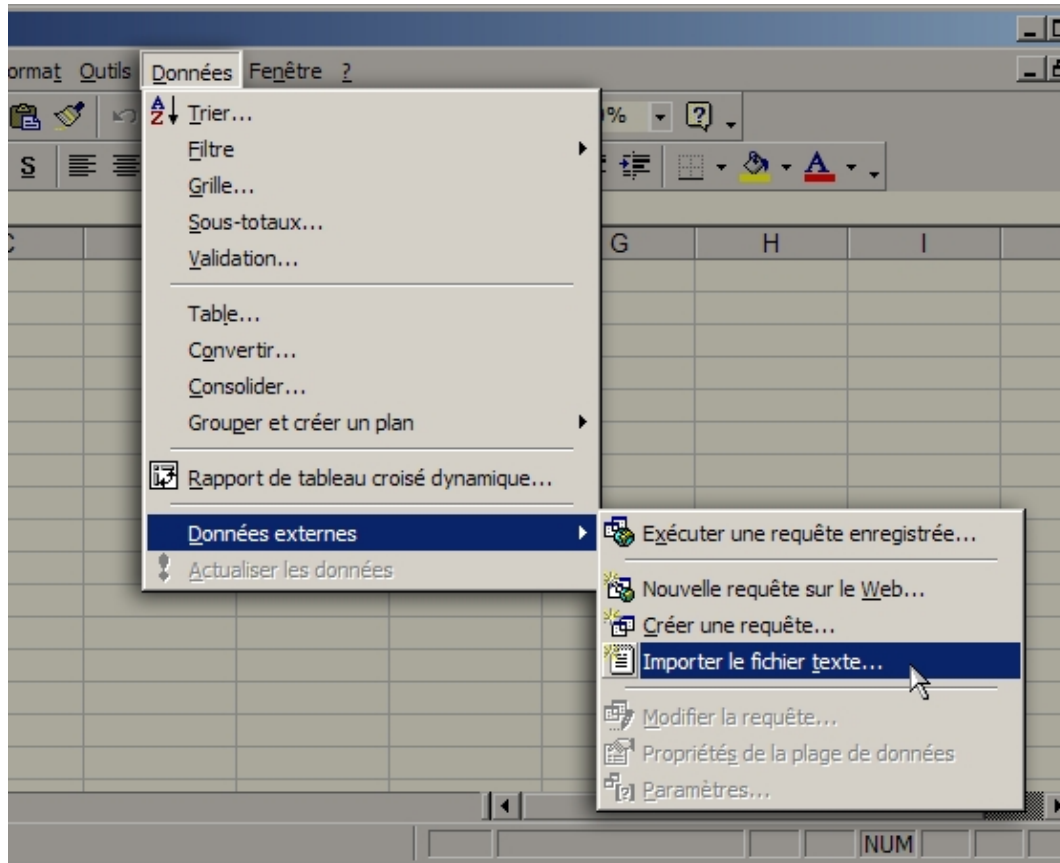 ormat Outils Données Fenêtre ?
Trier...
% 
S
Filtre
Grille...
Sous-totaux...
Validation...
G H I
Table...
Convertir...
Consolider...
Grouper et créer un plan
Rapport de tableau croisé dynamique...
Données externes
Actualiser les données
Exécuter une requête enregistrée...
Nouvelle requête sur le Web...
Créer une requête...
Importer le fichier texte...
Modifier la requête...
Propriétés de la plage de données
Paramètres...
NUM